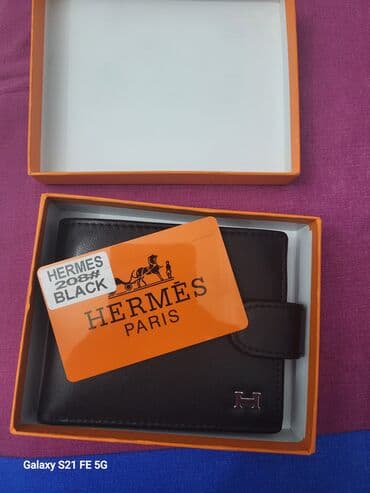 HERMES
208#
BLACK
HERMÈS
PARIS
H
Galaxy S21 FE 5G